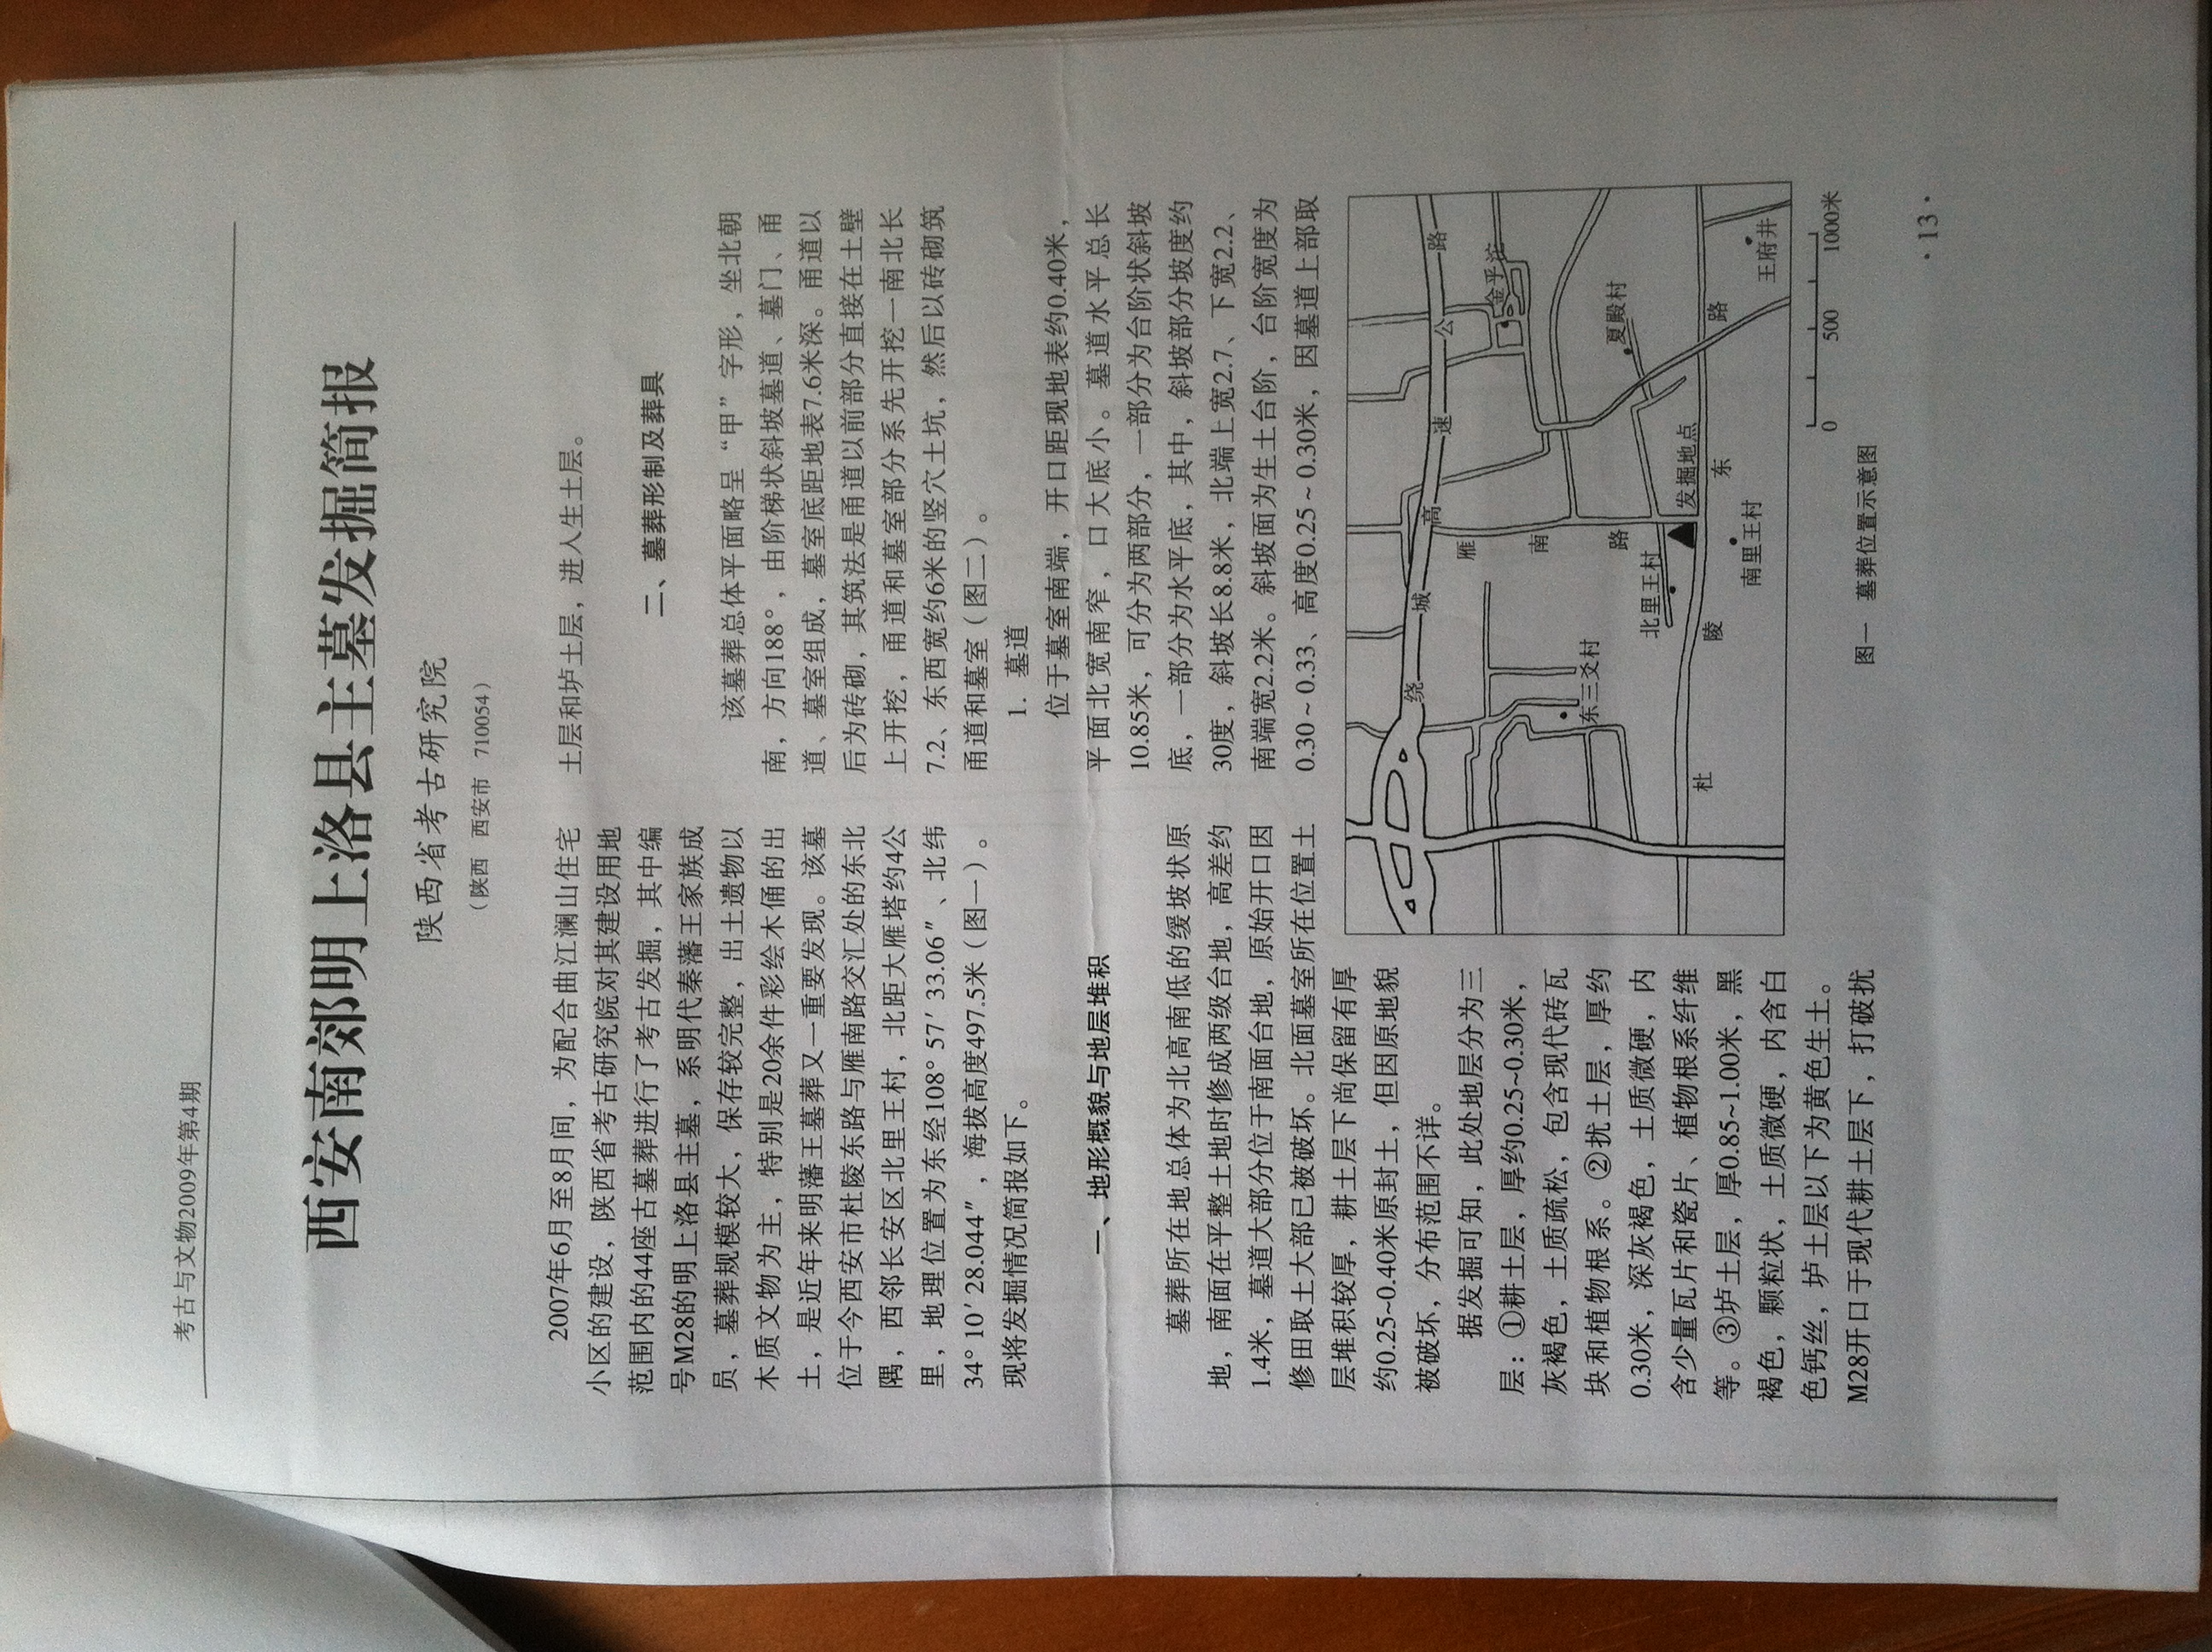 考古与文物2009年第4期
西安南郊明上洛县主墓发掘简报
陕西省考古研究院
（陕西 西安市 710054）
2007年6月至8月间，为配合曲江澜山住宅
小区的建设，陕西省考古研究院对其建设用地
范围内的44座古墓葬进行了考古发掘，其中编
号M28的明上洛县主墓，系明代秦藩王家族成
员，墓葬规模较大，保存较完整，出土遗物以
木质文物为主，特别是20余件彩绘木俑的出
土，是近年来明藩王墓葬又一重要发现。该墓
位于今西安市杜陵东路与雁南路交汇处的东北
隅，西邻长安区北里王村，北距大雁塔约4公
里，地理位置为东经108° 57′ 33.06″、北纬
34° 10′ 28.044″，海拔高度497.5米（图一）。
现将发掘情况简报如下。
一、地形概貌与地层堆积
墓葬所在地总体为北高南低的缓坡状原
地，南面在平整土地时修成两级台地，高差约
1.4米，墓道大部分位于南面台地，原始开口因
修田取土大部已被破坏。北面墓室所在位置土
层堆积较厚，耕土层下尚保留有厚
约0.25~0.40米原封土，但因原地貌
被破坏，分布范围不详。
据发掘可知，此处地层分为三
层：①耕土层，厚约0.25~0.30米，
灰褐色，土质疏松，包含现代砖瓦
块和植物根系。②扰土层，厚约
0.30米，深灰褐色，土质微硬，内
含少量瓦片和瓷片、植物根系纤维
等。③垆土层，厚0.85~1.00米，黑
褐色，颗粒状，土质微硬，内含白
色钙丝，垆土层以下为黄色生土。
M28开口于现代耕土层下，打破扰
土层和垆土层，进入生土层。
二、墓葬形制及葬具
该墓葬总体平面略呈“甲”字形，坐北朝
南，方向188°，由阶梯状斜坡墓道、墓门、甬
道、墓室组成，墓室底距地表7.6米深。甬道以
后为砖砌，其筑法是甬道以前部分直接在土壁
上开挖，甬道和墓室部分系先开挖一南北长
7.2、东西宽约6米的竖穴土坑，然后以砖砌筑
甬道和墓室（图二）。
1. 墓道
位于墓室南端，开口距现地表约0.40米，
平面北宽南窄，口大底小。墓道水平总长
10.85米，可分为两部分，一部分为台阶状斜坡
底，一部分为水平底，其中，斜坡部分坡度约
30度，斜坡长8.8米，北端上宽2.7、下宽2.2、
南端宽2.2米。斜坡面为生土台阶，台阶宽度为
0.30～0.33、高度0.25～0.30米，因墓道上部取
绕城高速公路
雁南路
金乎沱
东三爻村
夏殿村
北里王村
发掘地点
杜陵东路
南里王村
王府井
0 500 1000米
图一 墓葬位置示意图
·13·